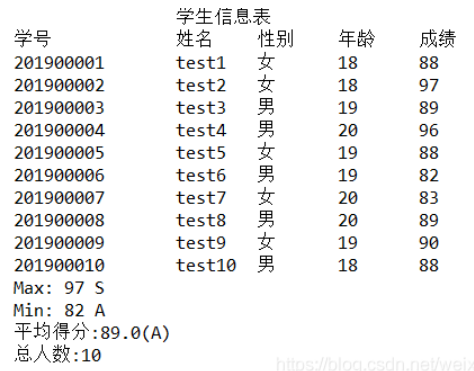 学生信息表
学号 姓名 性别 年龄 成绩
201900001 test1 女 18 88
201900002 test2 女 18 97
201900003 test3 男 19 89
201900004 test4 男 20 96
201900005 test5 女 19 88
201900006 test6 男 19 82
201900007 test7 女 20 83
201900008 test8 男 20 89
201900009 test9 女 19 90
201900010 test10 男 18 88
Max: 97 S
Min: 82 A
平均得分:89.0(A)
总人数:10
https://blog.csdn.net/weix